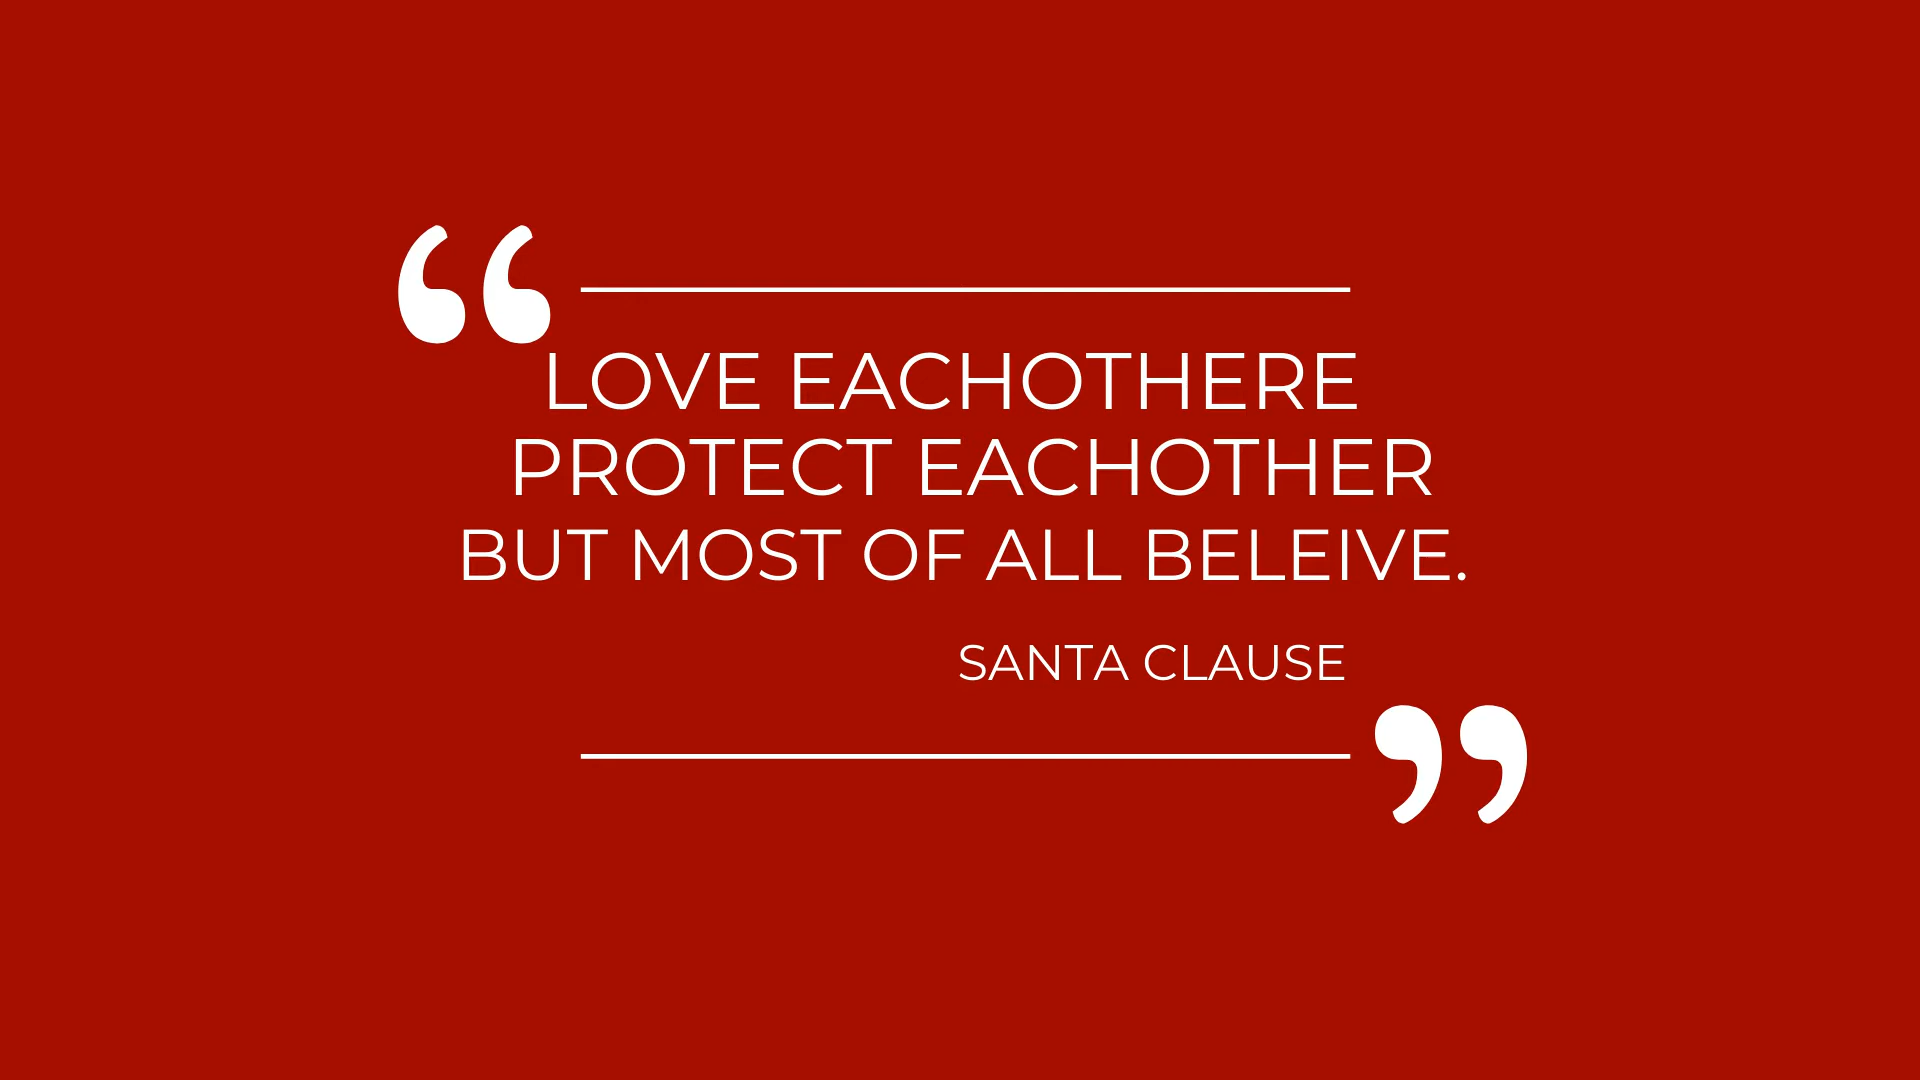 LOVE EACHOTHERE
PROTECT EACHOTHER
BUT MOST OF ALL BELEIVE.
SANTA CLAUSE